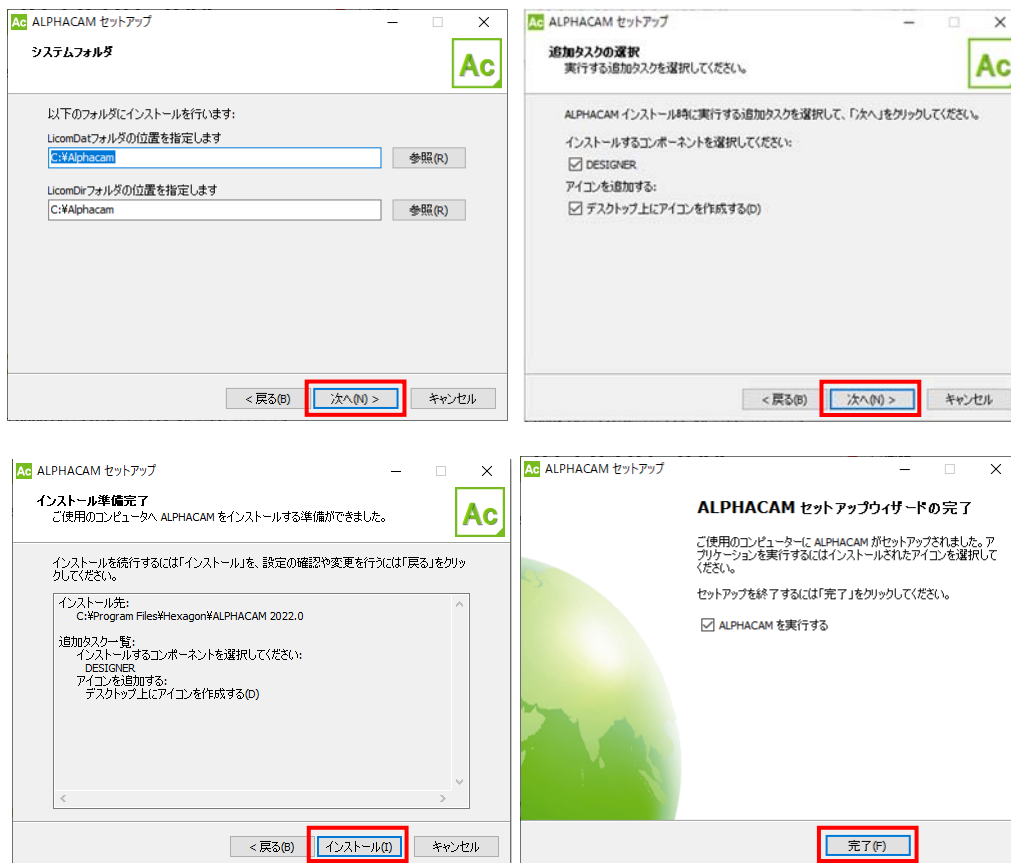 Ac ALPHACAM セットアップ
システムフォルダ
Ac
以下のフォルダにインストールを行います:
LicomDatフォルダの位置を指定します
C:¥Alphacam
参照(R)
LicomDirフォルダの位置を指定します
C:¥Alphacam
参照(R)
< 戻る(B)
次へ(N) >
キャンセル
Ac ALPHACAM セットアップ
追加タスクの選択
実行する追加タスクを選択してください。
Ac
ALPHACAM インストール時に実行する追加タスクを選択して、「次へ」をクリックしてください。
インストールするコンポーネントを選択してください:
DESIGNER
アイコンを追加する:
デスクトップ上にアイコンを作成する(D)
< 戻る(B)
次へ(N) >
キャンセル
Ac ALPHACAM セットアップ
インストール準備完了
ご使用のコンピュータへ ALPHACAM をインストールする準備ができました。
Ac
インストールを続行するには「インストール」を、設定の確認や変更を行うには「戻る」をクリッ
クしてください。
インストール先:
C:¥Program Files¥Hexagon¥ALPHACAM 2022.0
追加タスク一覧:
インストールするコンポーネントを選択してください:
DESIGNER
アイコンを追加する:
デスクトップ上にアイコンを作成する(D)
< 戻る(B)
インストール(I)
キャンセル
Ac ALPHACAM セットアップ
ALPHACAM セットアップウィザードの完了
ご使用のコンピューターに ALPHACAM がセットアップされました。ア
プリケーションを実行するにはインストールされたアイコンを選択して
ください。
セットアップを終了するには「完了」をクリックしてください。
ALPHACAM を実行する
完了(F)